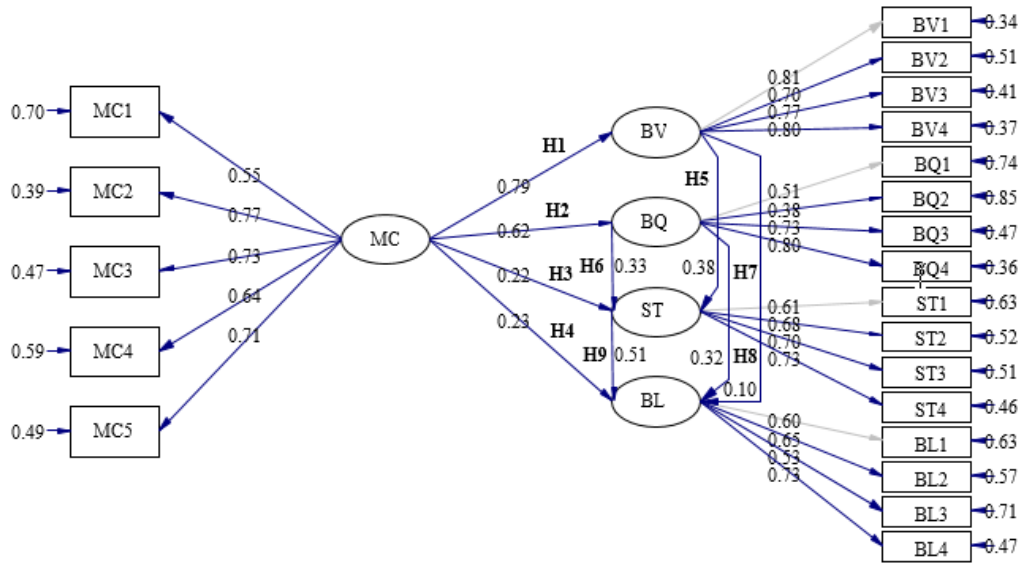 0.70 MC1
0.39 MC2
0.47 MC3
0.59 MC4
0.49 MC5
0.55
0.77
0.73
0.64
0.71
MC
H1
0.79
H2
0.62
H3
0.22
H4
0.23
BV
BQ
ST
BL
H5
0.38
H6
0.33
H7
0.32
H8
0.10
H9
0.51
0.81
0.70
0.77
0.80
0.51
0.38
0.73
0.80
0.61
0.68
0.70
0.73
0.60
0.65
0.53
0.73
BV1 0.34
BV2 0.51
BV3 0.41
BV4 0.37
BQ1 0.74
BQ2 0.85
BQ3 0.47
BQ4 0.36
ST1 0.63
ST2 0.52
ST3 0.51
ST4 0.46
BL1 0.63
BL2 0.57
BL3 0.71
BL4 0.47